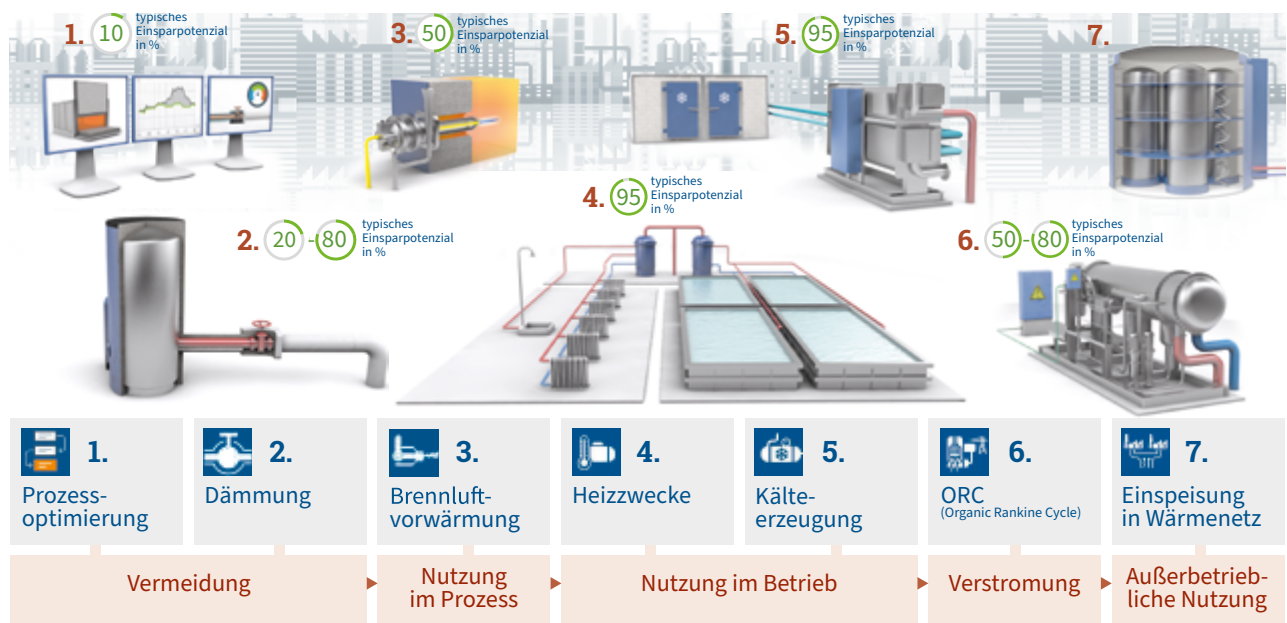 1. 10 typisches
Einsparpotenzial
in %
3. 50 typisches
Einsparpotenzial
in %
5. 95 typisches
Einsparpotenzial
in %
7.
4. 95 typisches
Einsparpotenzial
in %
2. 20 - 80 typisches
Einsparpotenzial
in %
6. 50 - 80 typisches
Einsparpotenzial
in %
1.
Prozess-
optimierung
2.
Dämmung
3.
Brennluft-
vorwärmung
4.
Heizzwecke
5.
Kälte-
erzeugung
6.
ORC
(Organic Rankine Cycle)
7.
Einspeisung
in Wärmenetz
Vermeidung
Nutzung
im Prozess
Nutzung im Betrieb
Verstromung
Außerbetrieb-
liche Nutzung